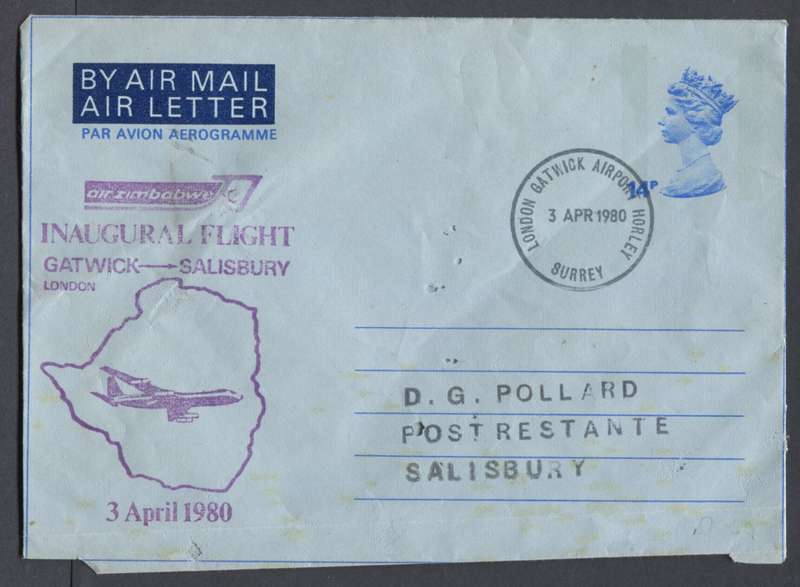 BY AIR MAIL
AIR LETTER
PAR AVION AEROGRAMME
air zimbabwe
INAUGURAL FLIGHT
GATWICK → SALISBURY
LONDON
3 April 1980
14P
LONDON GATWICK AIRPORT HORLEY
3 APR 1980
SURREY
D. G. POLLARD
POST RESTANTE
SALISBURY